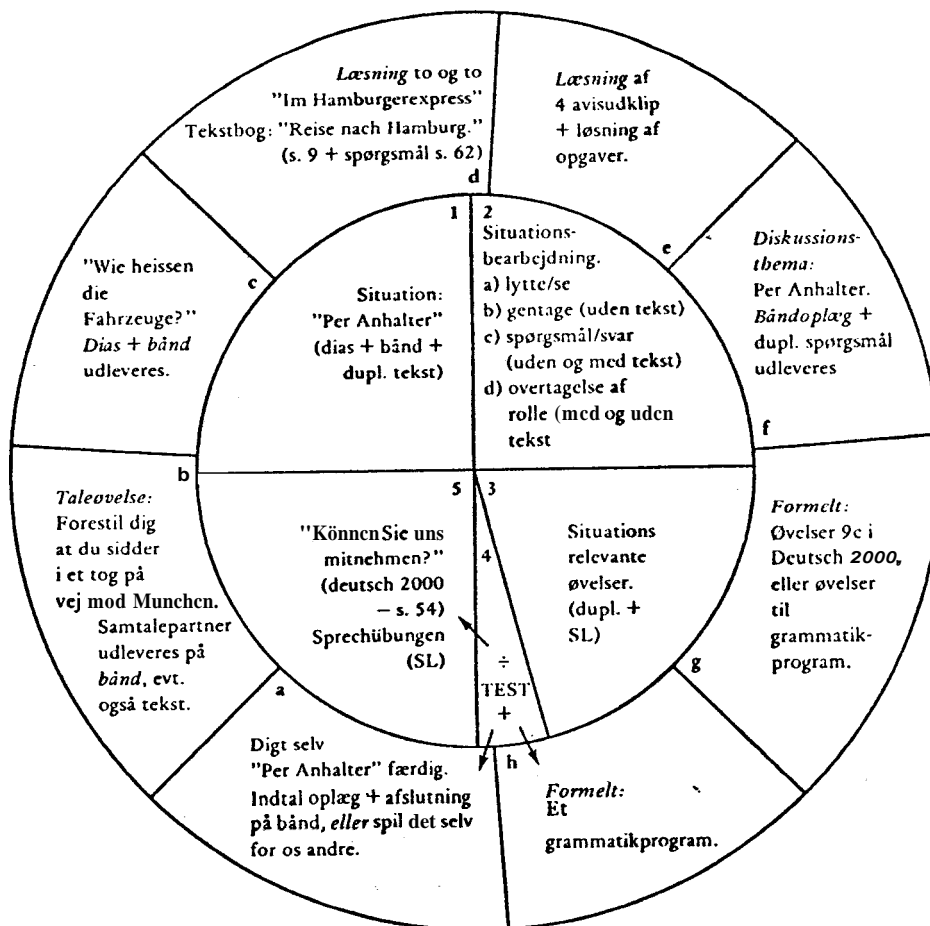 Læsning to og to
"Im Hamburgerexpress"
Tekstbog: "Reise nach Hamburg."
(s. 9 + spørgsmål s. 62)
d
Læsning af
4 avisudklip
+ løsning af
opgaver.
e
Diskussions-
thema:
Per Anhalter.
Båndoplæg +
dupl. spørgsmål
udleveres
f
Formelt:
Øvelser 9c i
Deutsch 2000,
eller øvelser
til
grammatik-
program.
g
Formelt:
Et
grammatikprogram.
h
Digt selv
"Per Anhalter" færdig.
Indtal oplæg + afslutning
på bånd, eller spil det selv
for os andre.
a
Taleøvelse:
Forestil dig
at du sidder
i et tog på
vej mod Munchen.
Samtalepartner
udleveres på
bånd, evt.
også tekst.
b
"Wie heissen
die
Fahrzeuge?"
Dias + bånd
udleveres.
c
1
Situation:
"Per Anhalter"
(dias + bånd +
dupl. tekst)
2
Situations-
bearbejdning.
a) lytte/se
b) gentage (uden tekst)
c) spørgsmål/svar
(uden og med tekst)
d) overtagelse af
rolle (med og uden
tekst
3
Situations
relevante
øvelser.
(dupl. +
SL)
4
÷
TEST
+
5
"Können Sie uns
mitnehmen?"
(deutsch 2000
– s. 54)
Sprechübungen
(SL)